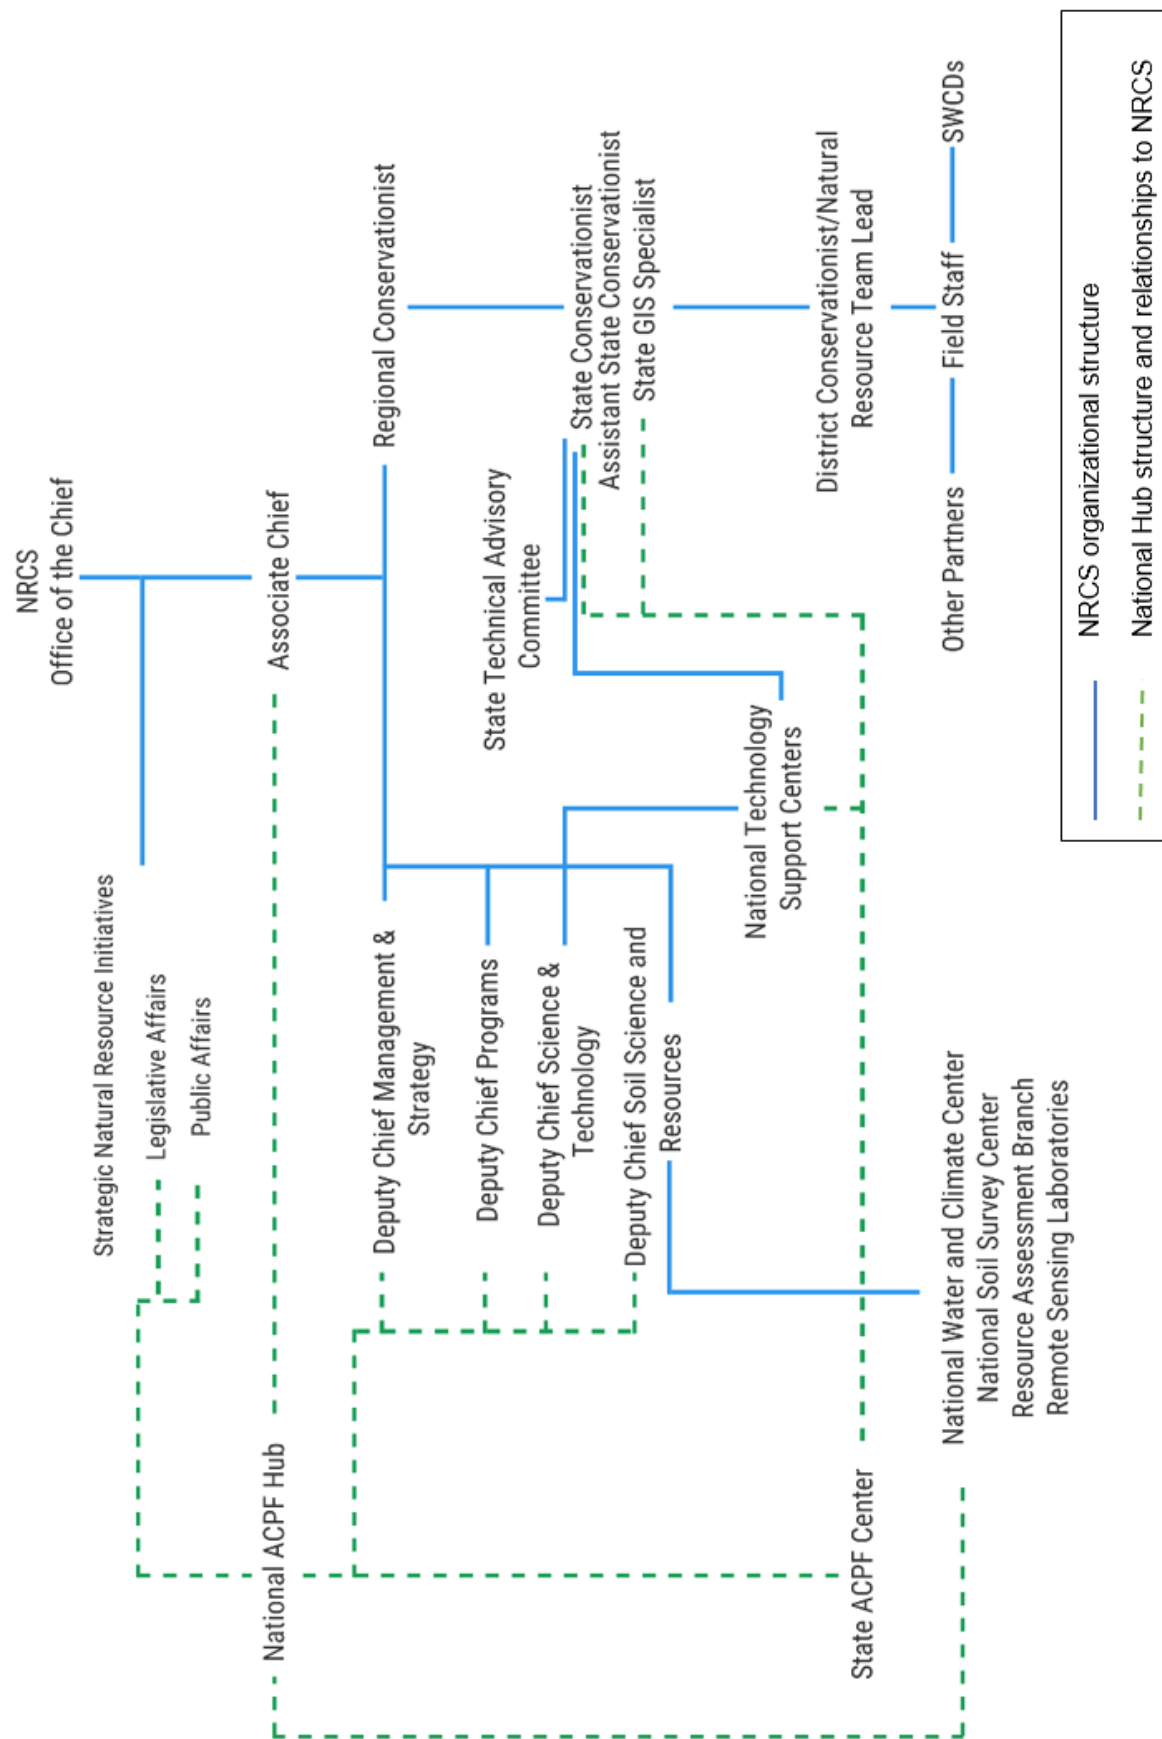 NRCS
Office of the Chief
Strategic Natural Resource Initiatives
Legislative Affairs
Public Affairs
National ACPF Hub
Associate Chief
Deputy Chief Management &
Strategy
Regional Conservationist
Deputy Chief Programs
State Technical Advisory
Committee
Deputy Chief Science &
Technology
State Conservationist
Assistant State Conservationist
State GIS Specialist
Deputy Chief Soil Science and
Resources
National Technology
Support Centers
District Conservationist/Natural
Resource Team Lead
State ACPF Center
National Water and Climate Center
National Soil Survey Center
Resource Assessment Branch
Remote Sensing Laboratories
Other Partners
Field Staff
SWCDs
NRCS organizational structure
National Hub structure and relationships to NRCS